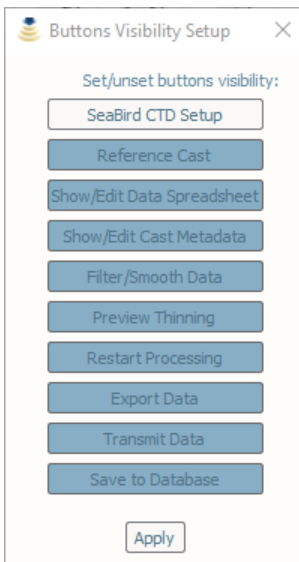 Buttons Visibility Setup
Set/unset buttons visibility:
SeaBird CTD Setup
Reference Cast
Show/Edit Data Spreadsheet
Show/Edit Cast Metadata
Filter/Smooth Data
Preview Thinning
Restart Processing
Export Data
Transmit Data
Save to Database
Apply